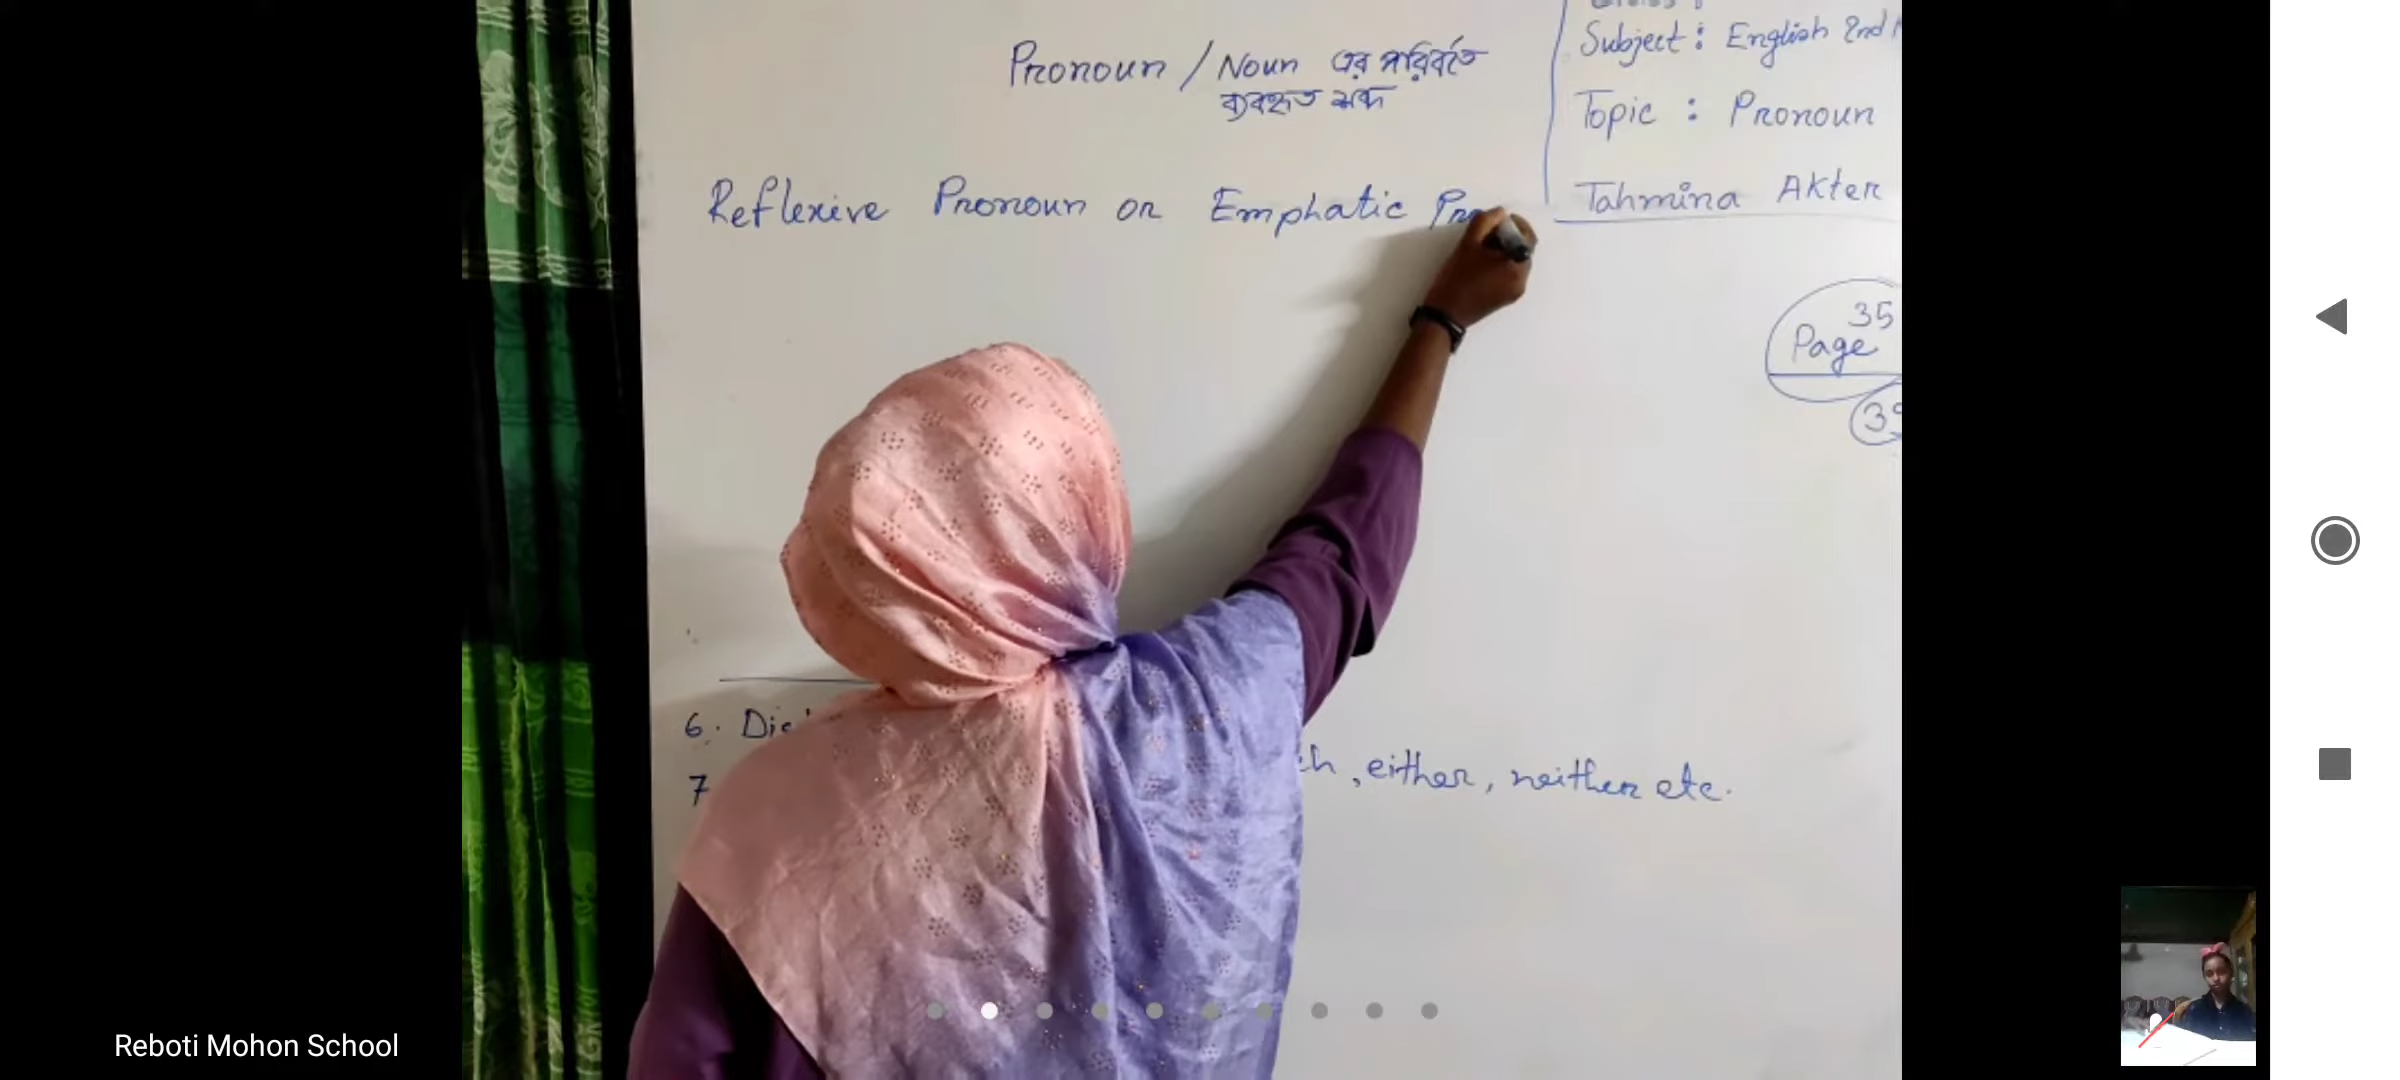 Pronoun / Noun এর পরিবর্তে
ব্যবহৃত শব্দ
Subject : English 2nd
Topic : Pronoun
Tahmina Akter
Reflexive Pronoun or Emphatic Pro
35
Page
6.
7
either, neither etc.
Reboti Mohon School